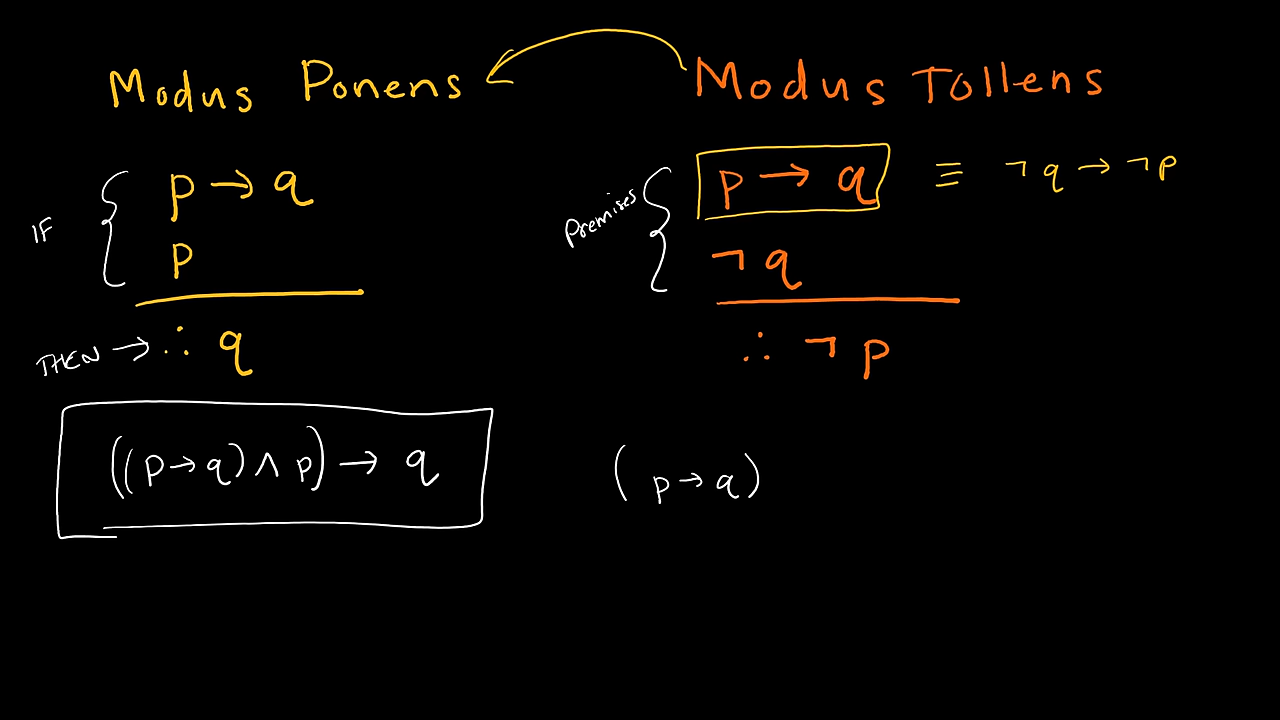 Modus Ponens
IF
p → q
p
THEN → ∴ q
((p→q)∧p)→ q
Modus Tollens
Premises
p → q ≡ ¬q → ¬p
¬q
∴ ¬p
(p→q)